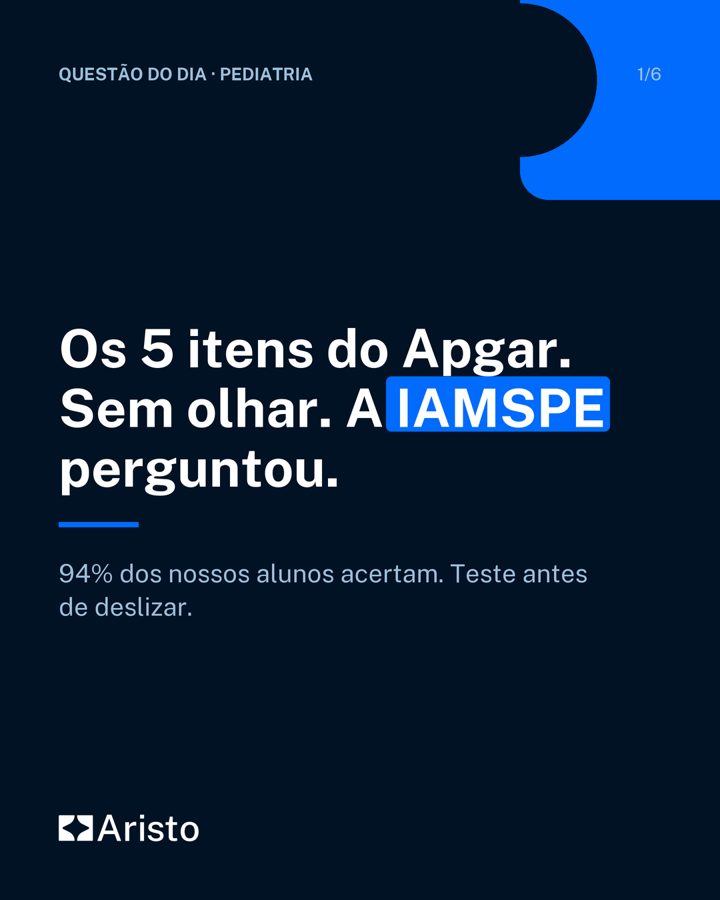 QUESTÃO DO DIA · PEDIATRIA
1/6
Os 5 itens do Apgar.
Sem olhar. A IAMSPE
perguntou.
94% dos nossos alunos acertam. Teste antes
de deslizar.
Aristo